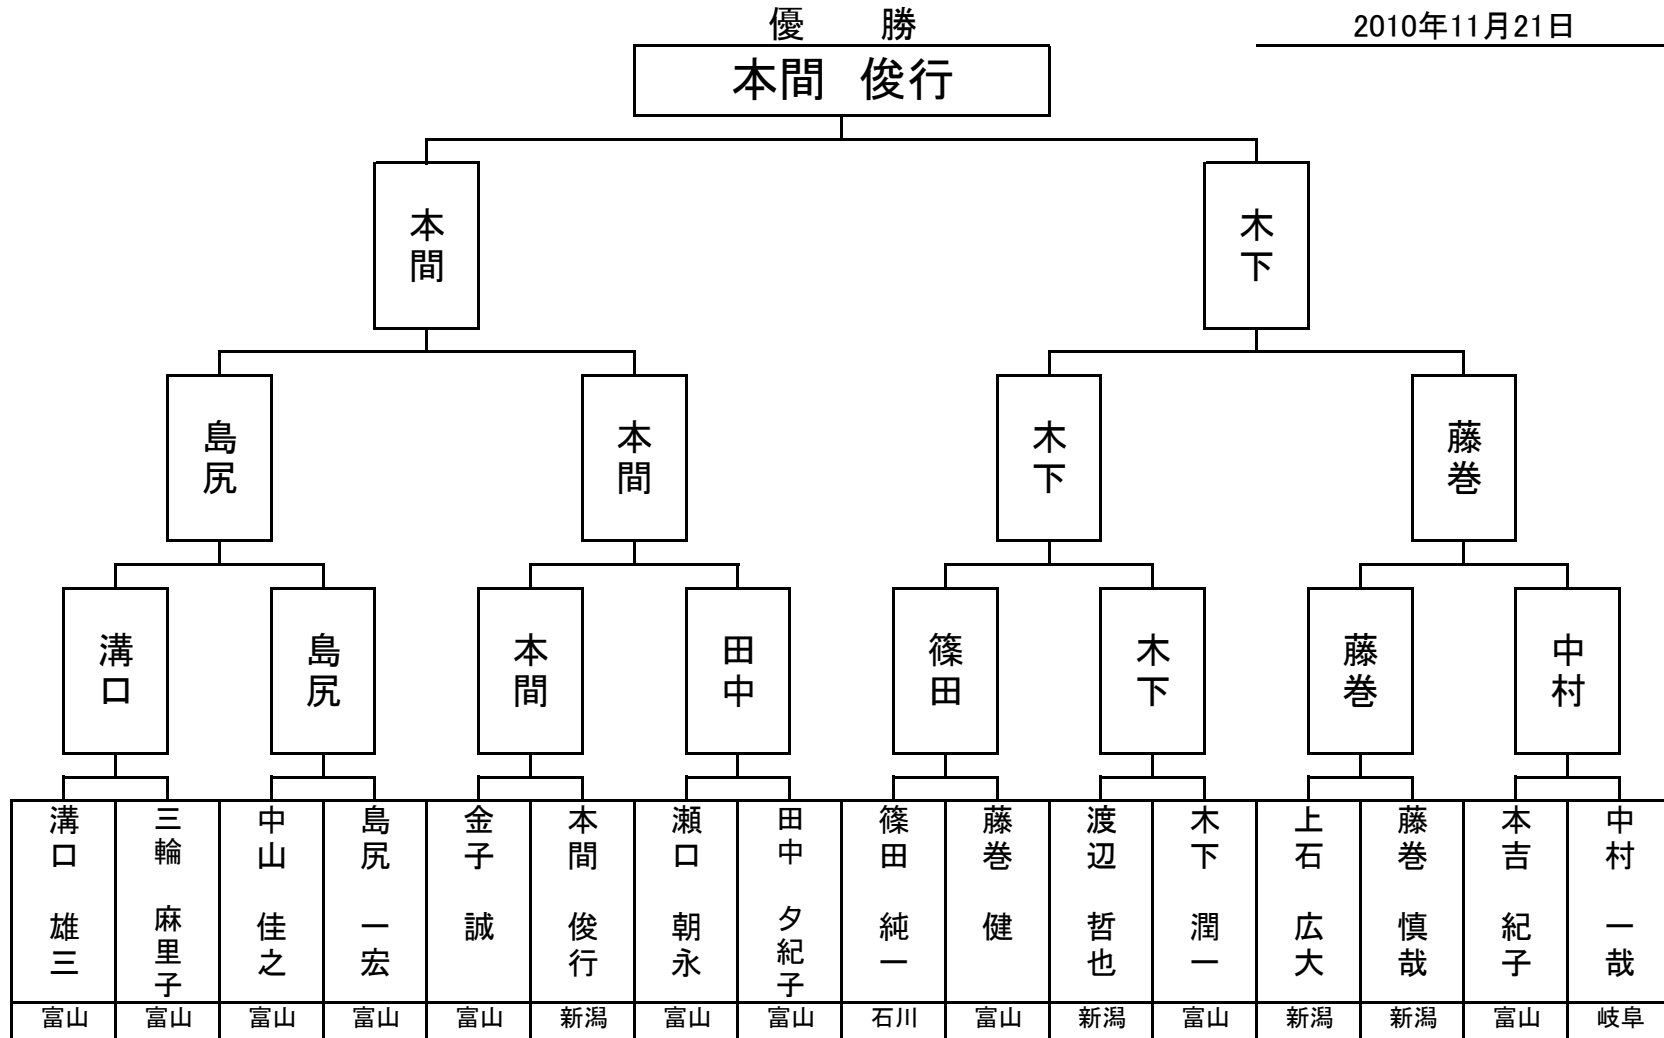 優 勝
2010年11月21日
本間 俊行
本間
木下
島尻
本間
木下
藤巻
溝口
島尻
本間
田中
篠田
木下
藤巻
中村
溝口 雄三
三輪 麻里子
中山 佳之
島尻 一宏
金子 誠
本間 俊行
瀬口 朝永
田中 夕紀子
篠田 純一
藤巻 健
渡辺 哲也
木下 潤一
上石 広大
藤巻 慎哉
本吉 紀子
中村 一哉
富山 富山 富山 富山 富山 新潟 富山 富山 石川 富山 新潟 富山 新潟 新潟 富山 岐阜